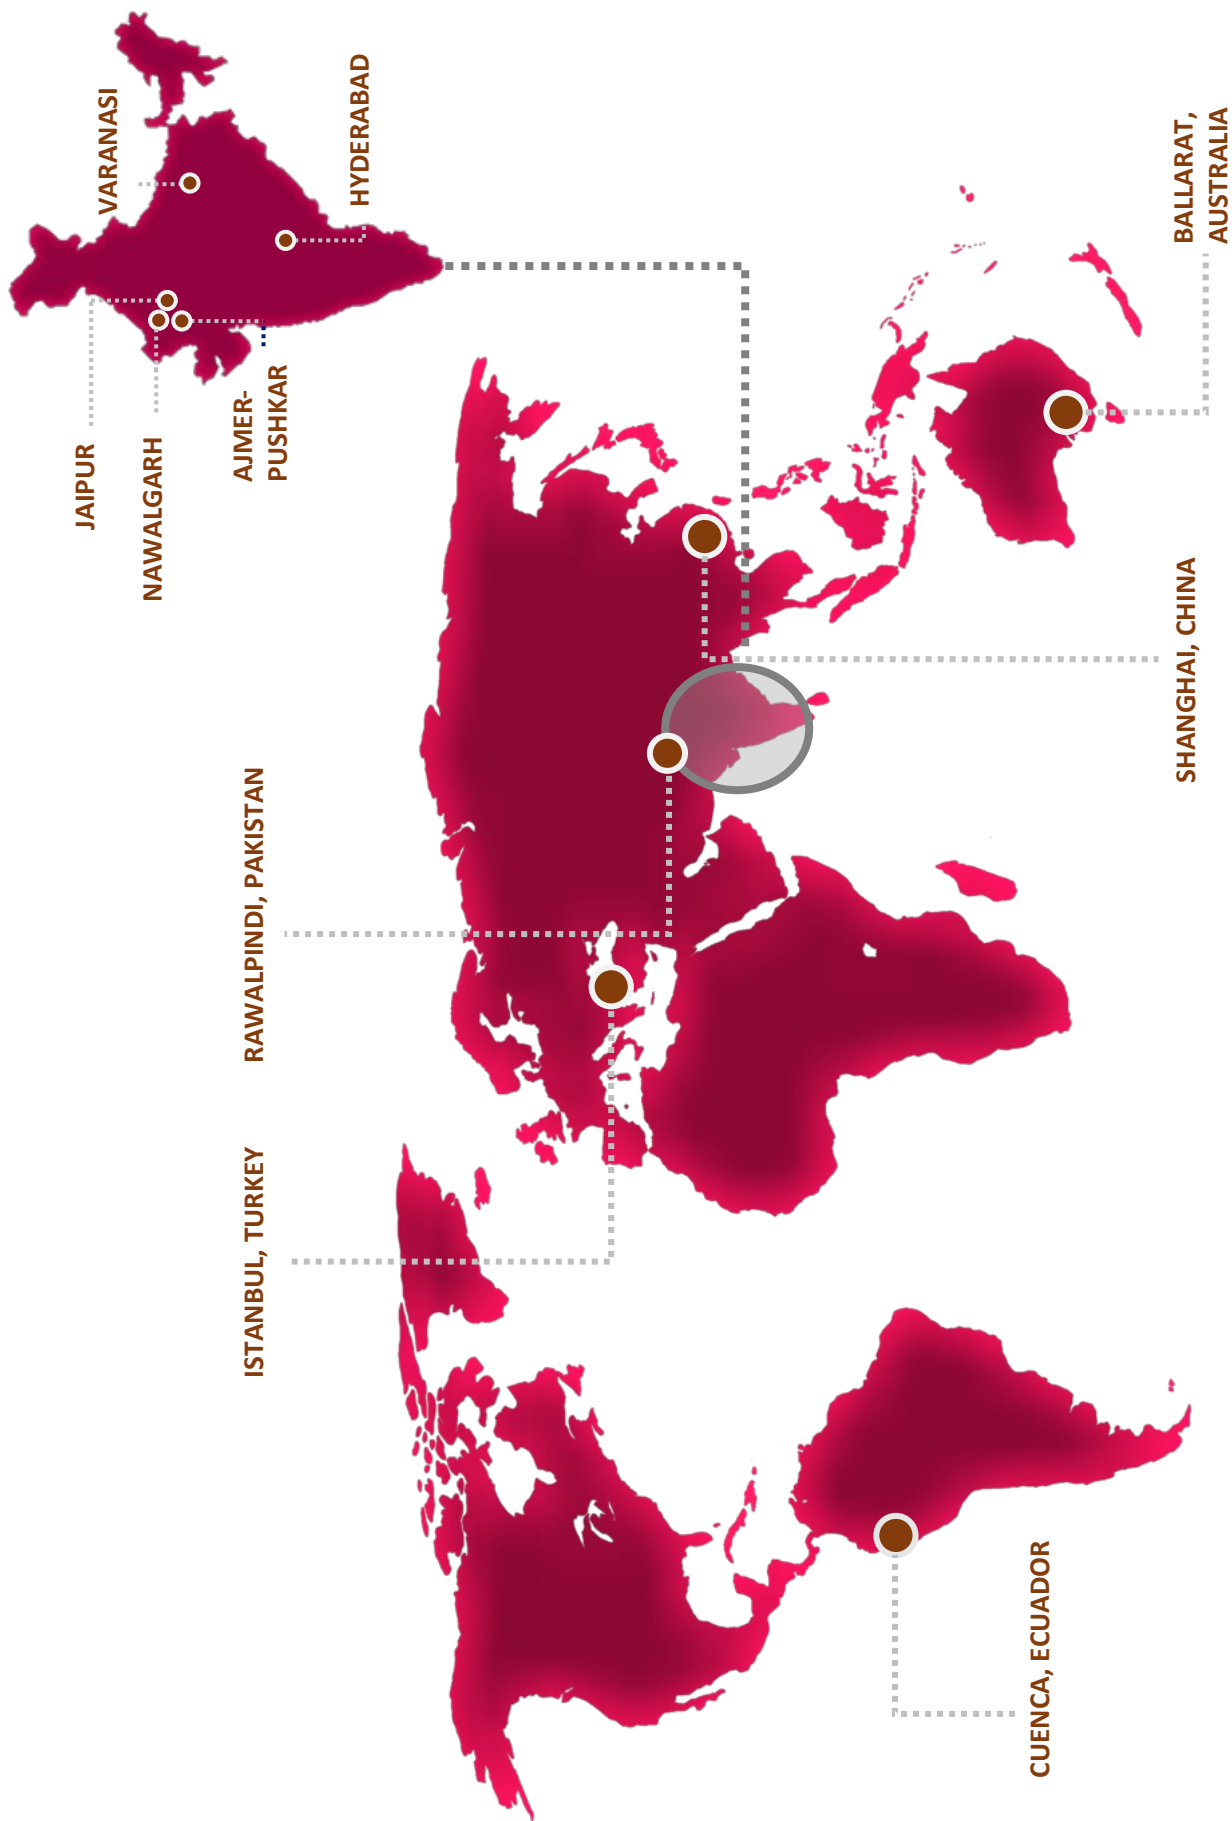 JAIPUR
NAWALGARH
AJMER-
PUSHKAR
VARANASI
HYDERABAD
ISTANBUL, TURKEY
RAWALPINDI, PAKISTAN
CUENCA, ECUADOR
SHANGHAI, CHINA
BALLARAT,
AUSTRALIA